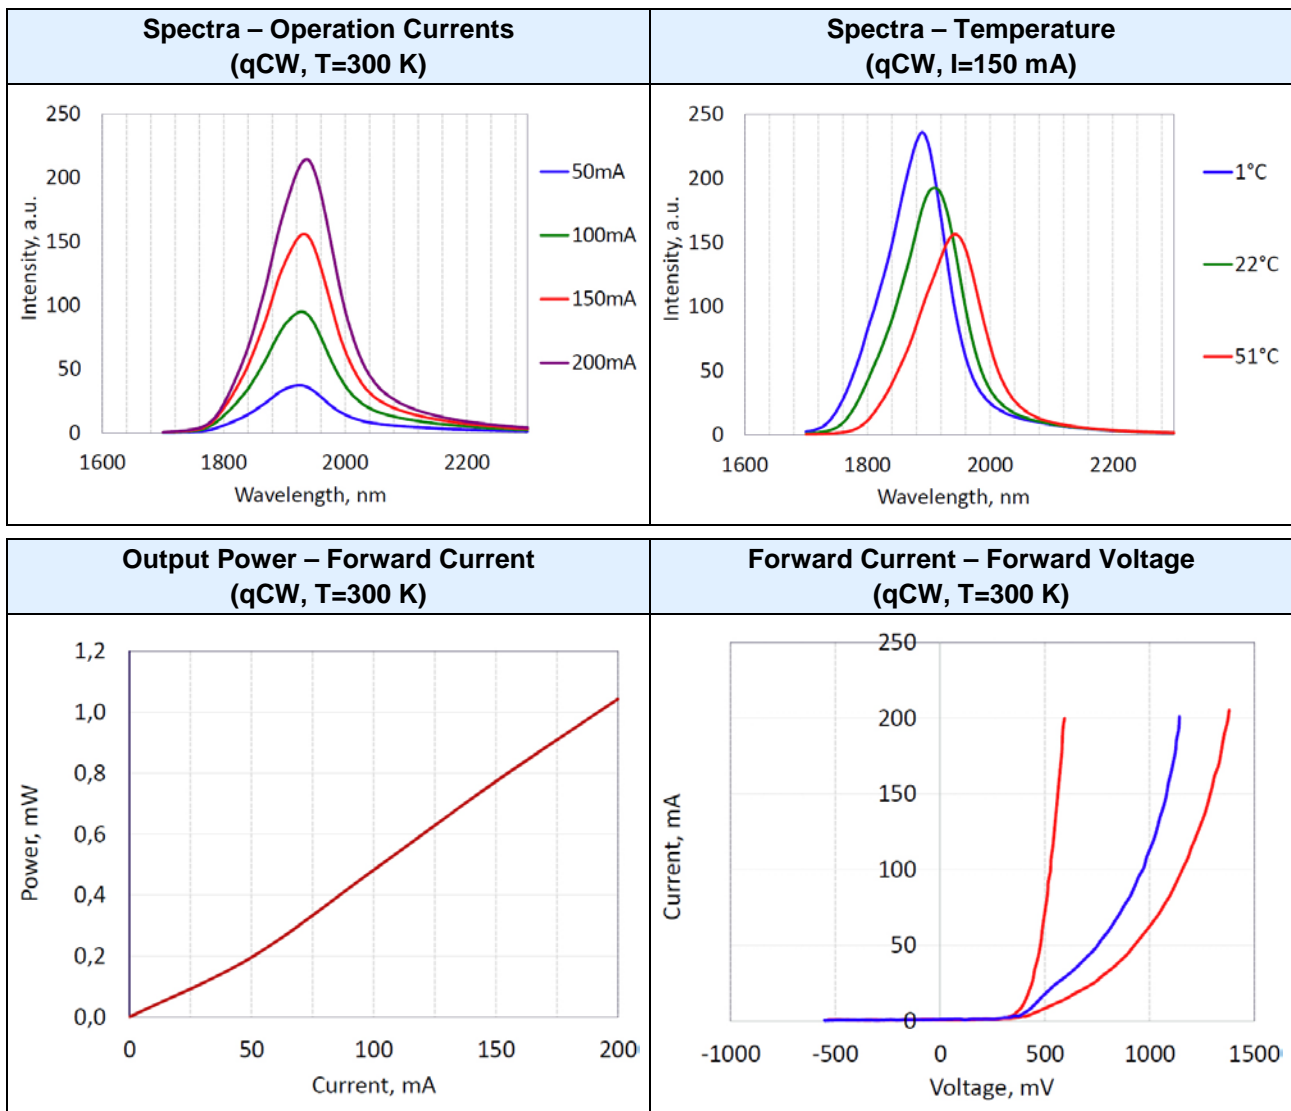 Spectra – Operation Currents
(qCW, T=300 K)
250
200
150
100
50
0
1600
1800
2000
2200
Intensity, a.u.
Wavelength, nm
50mA
100mA
150mA
200mA
Spectra – Temperature
(qCW, I=150 mA)
250
200
150
100
50
0
1600
1800
2000
2200
Intensity, a.u.
Wavelength, nm
1°C
22°C
51°C
Output Power – Forward Current
(qCW, T=300 K)
1,2
1,0
0,8
0,6
0,4
0,2
0,0
0
50
100
150
200
Power, mW
Current, mA
Forward Current – Forward Voltage
(qCW, T=300 K)
250
200
150
100
50
0
-1000
-500
0
500
1000
1500
Current, mA
Voltage, mV